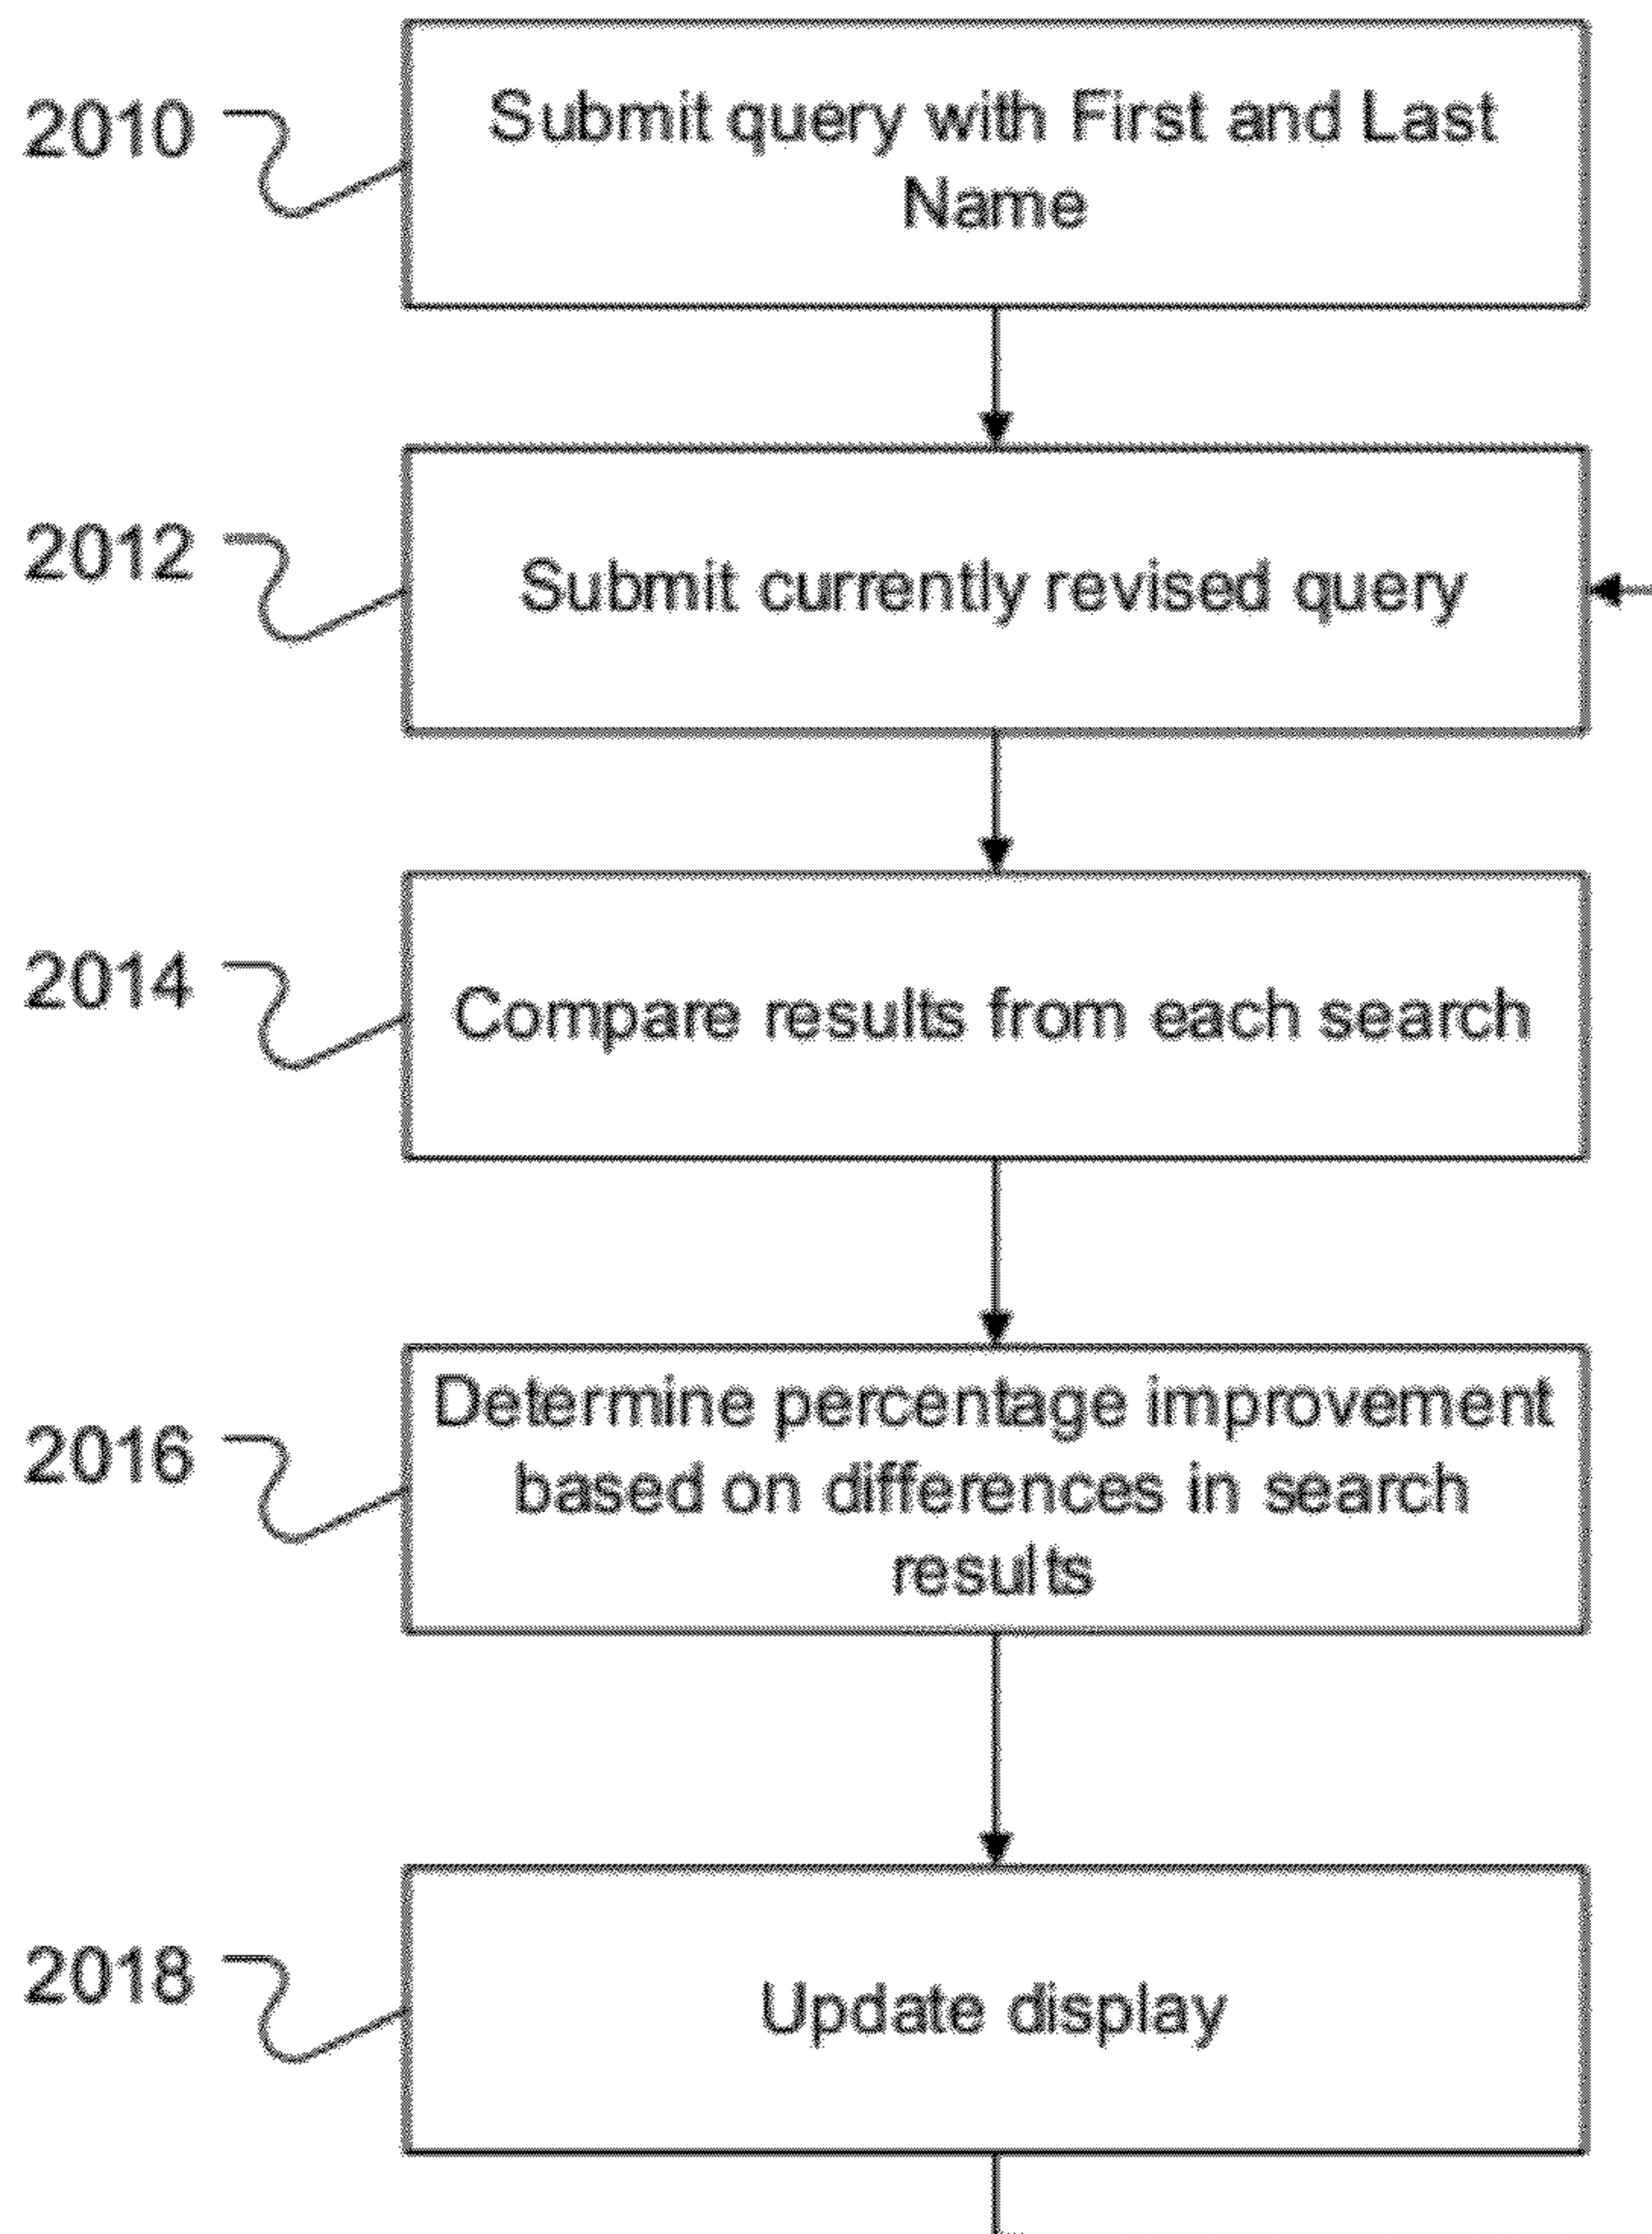 2010
Submit query with First and Last
Name
2012
Submit currently revised query
2014
Compare results from each search
2016
Determine percentage improvement
based on differences in search
results
2018
Update display